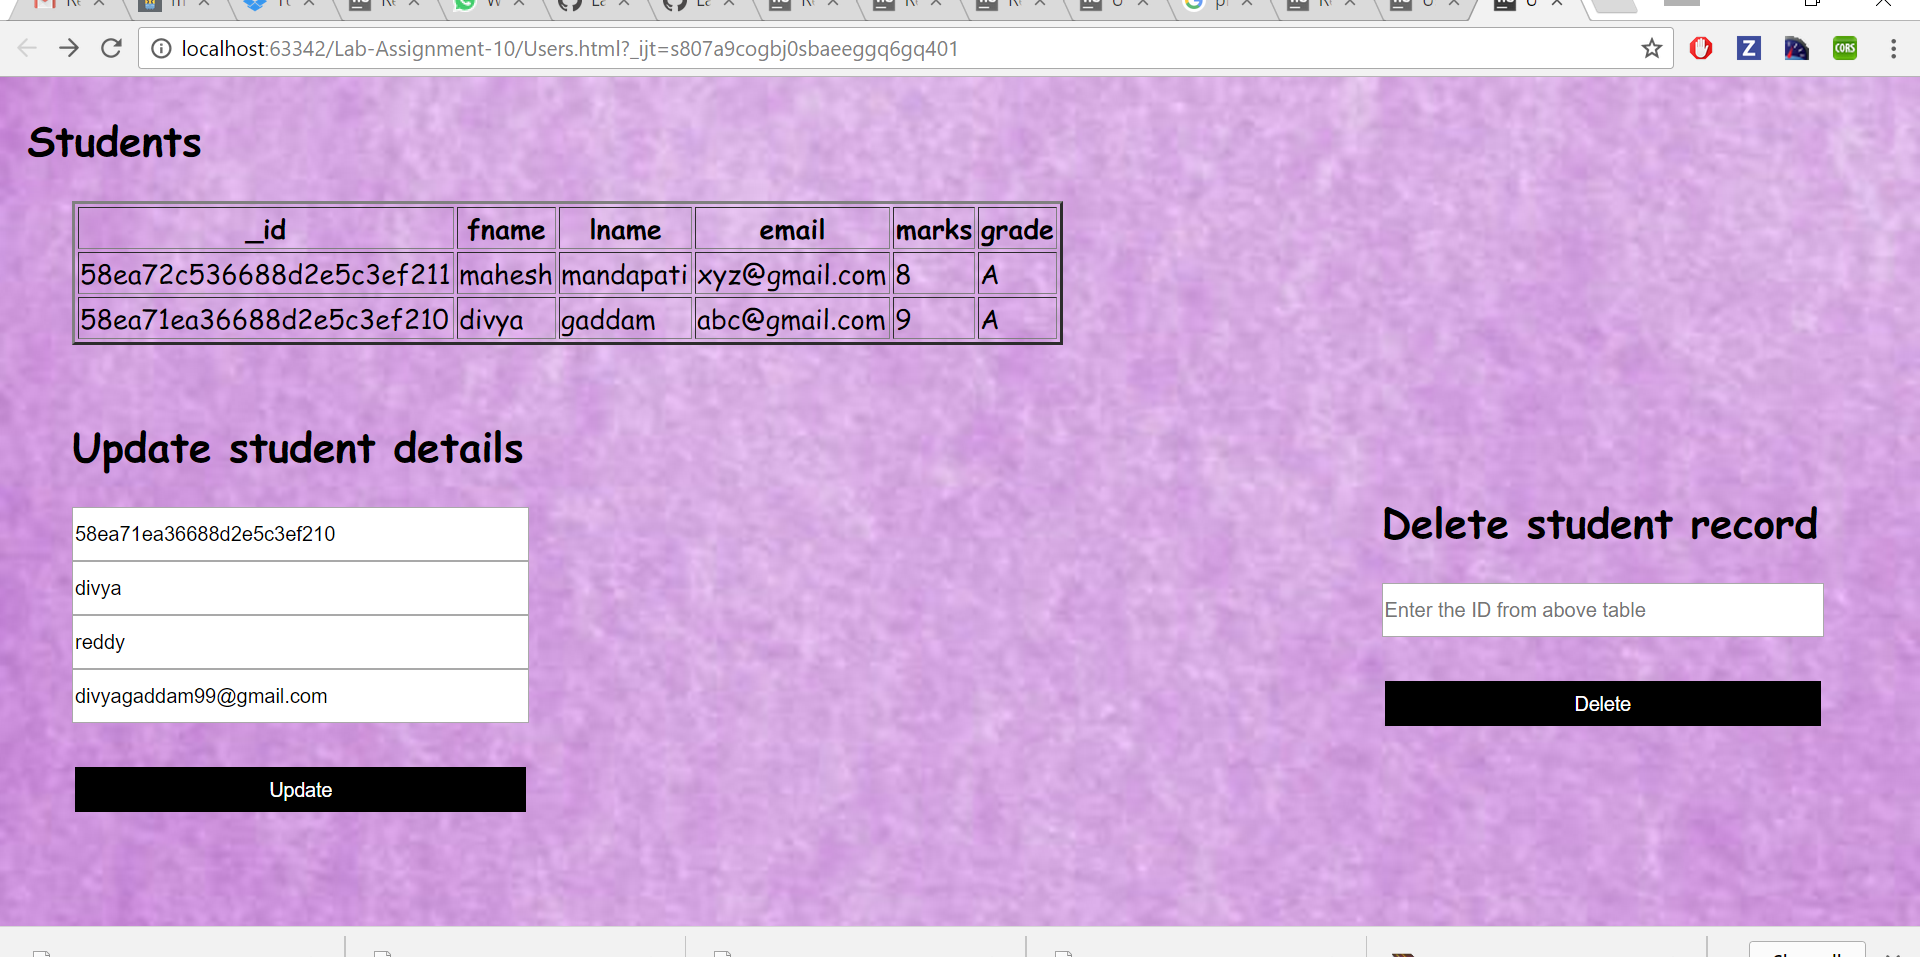 localhost:63342/Lab-Assignment-10/Users.html?_ijt=s807a9cogbj0sbaeeggq6gq401
CORS
Students
_id fname lname email marks grade
58ea72c536688d2e5c3ef211 mahesh mandapati xyz@gmail.com 8 A
58ea71ea36688d2e5c3ef210 divya gaddam abc@gmail.com 9 A
Update student details
58ea71ea36688d2e5c3ef210
divya
reddy
divyagaddam99@gmail.com
Update
Delete student record
Enter the ID from above table
Delete